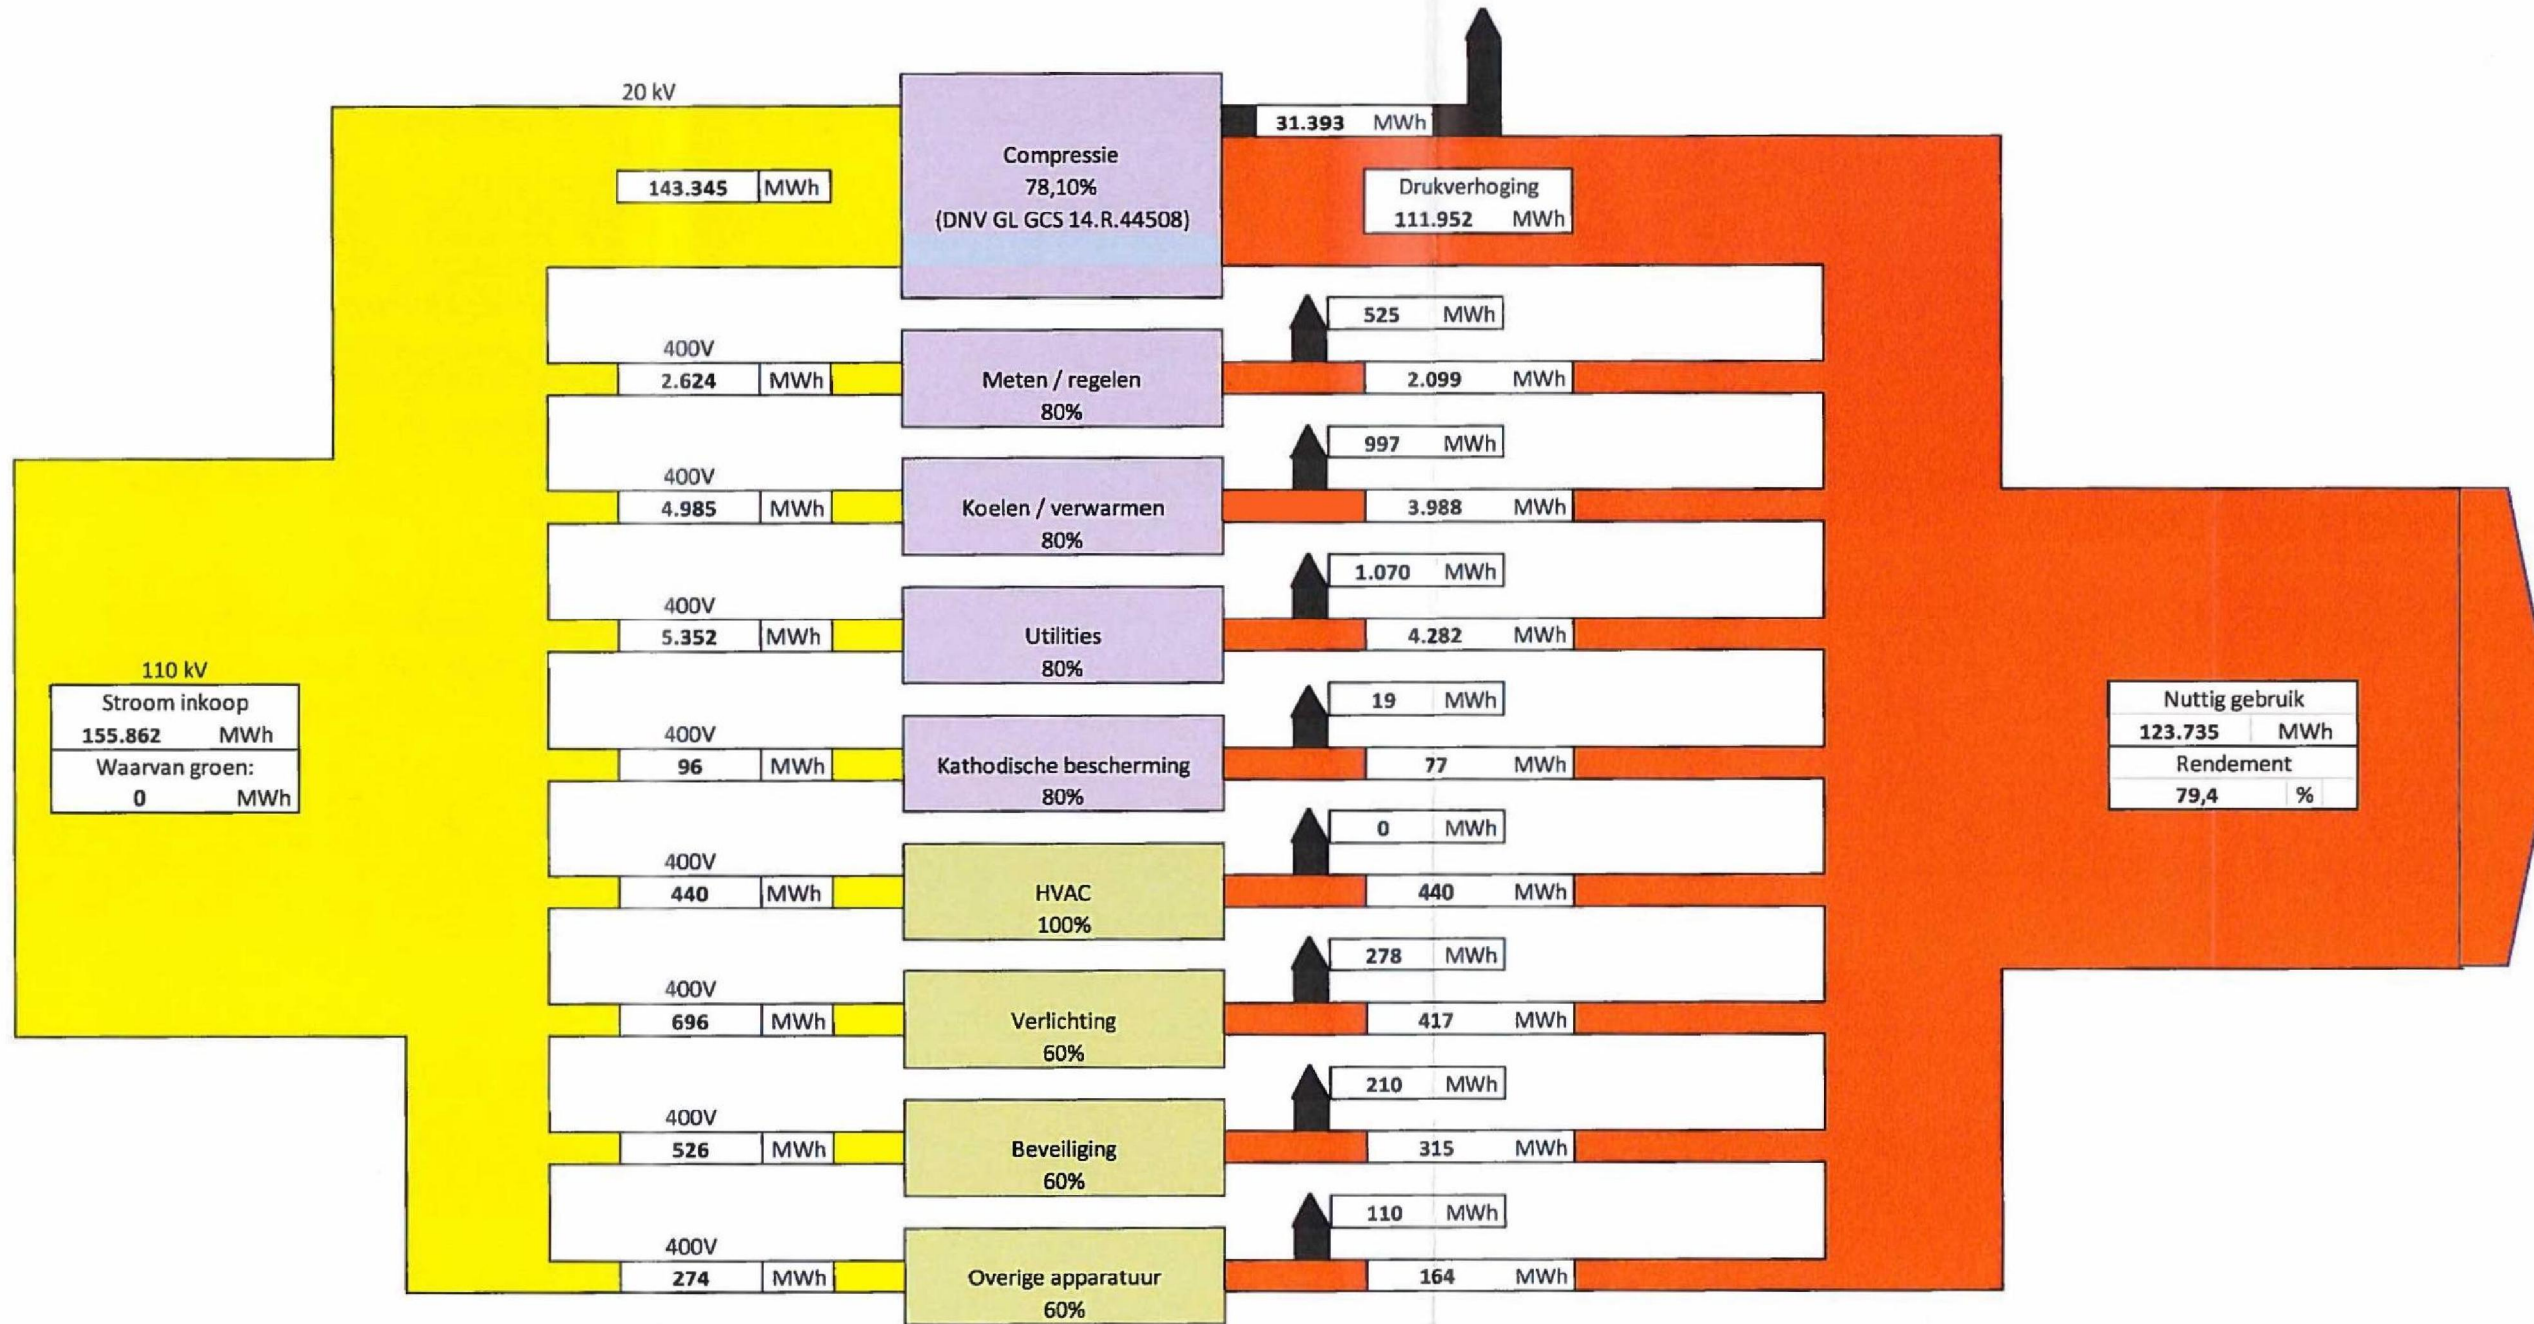 20 kV
143.345 MWh
Compressie
78,10%
(DNV GL GCS 14.R.44508)
31.393 MWh
Drukverhoging
111.952 MWh
525 MWh
400V
2.624 MWh
Meten / regelen
80%
2.099 MWh
997 MWh
400V
4.985 MWh
Koelen / verwarmen
80%
3.988 MWh
1.070 MWh
400V
5.352 MWh
Utilities
80%
4.282 MWh
110 kV
Stroom inkoop
155.862 MWh
Waarvan groen:
0 MWh
19 MWh
400V
96 MWh
Kathodische bescherming
80%
77 MWh
Nuttig gebruik
123.735 MWh
Rendement
79,4 %
0 MWh
400V
440 MWh
HVAC
100%
440 MWh
278 MWh
400V
696 MWh
Verlichting
60%
417 MWh
210 MWh
400V
526 MWh
Beveiliging
60%
315 MWh
110 MWh
400V
274 MWh
Overige apparatuur
60%
164 MWh